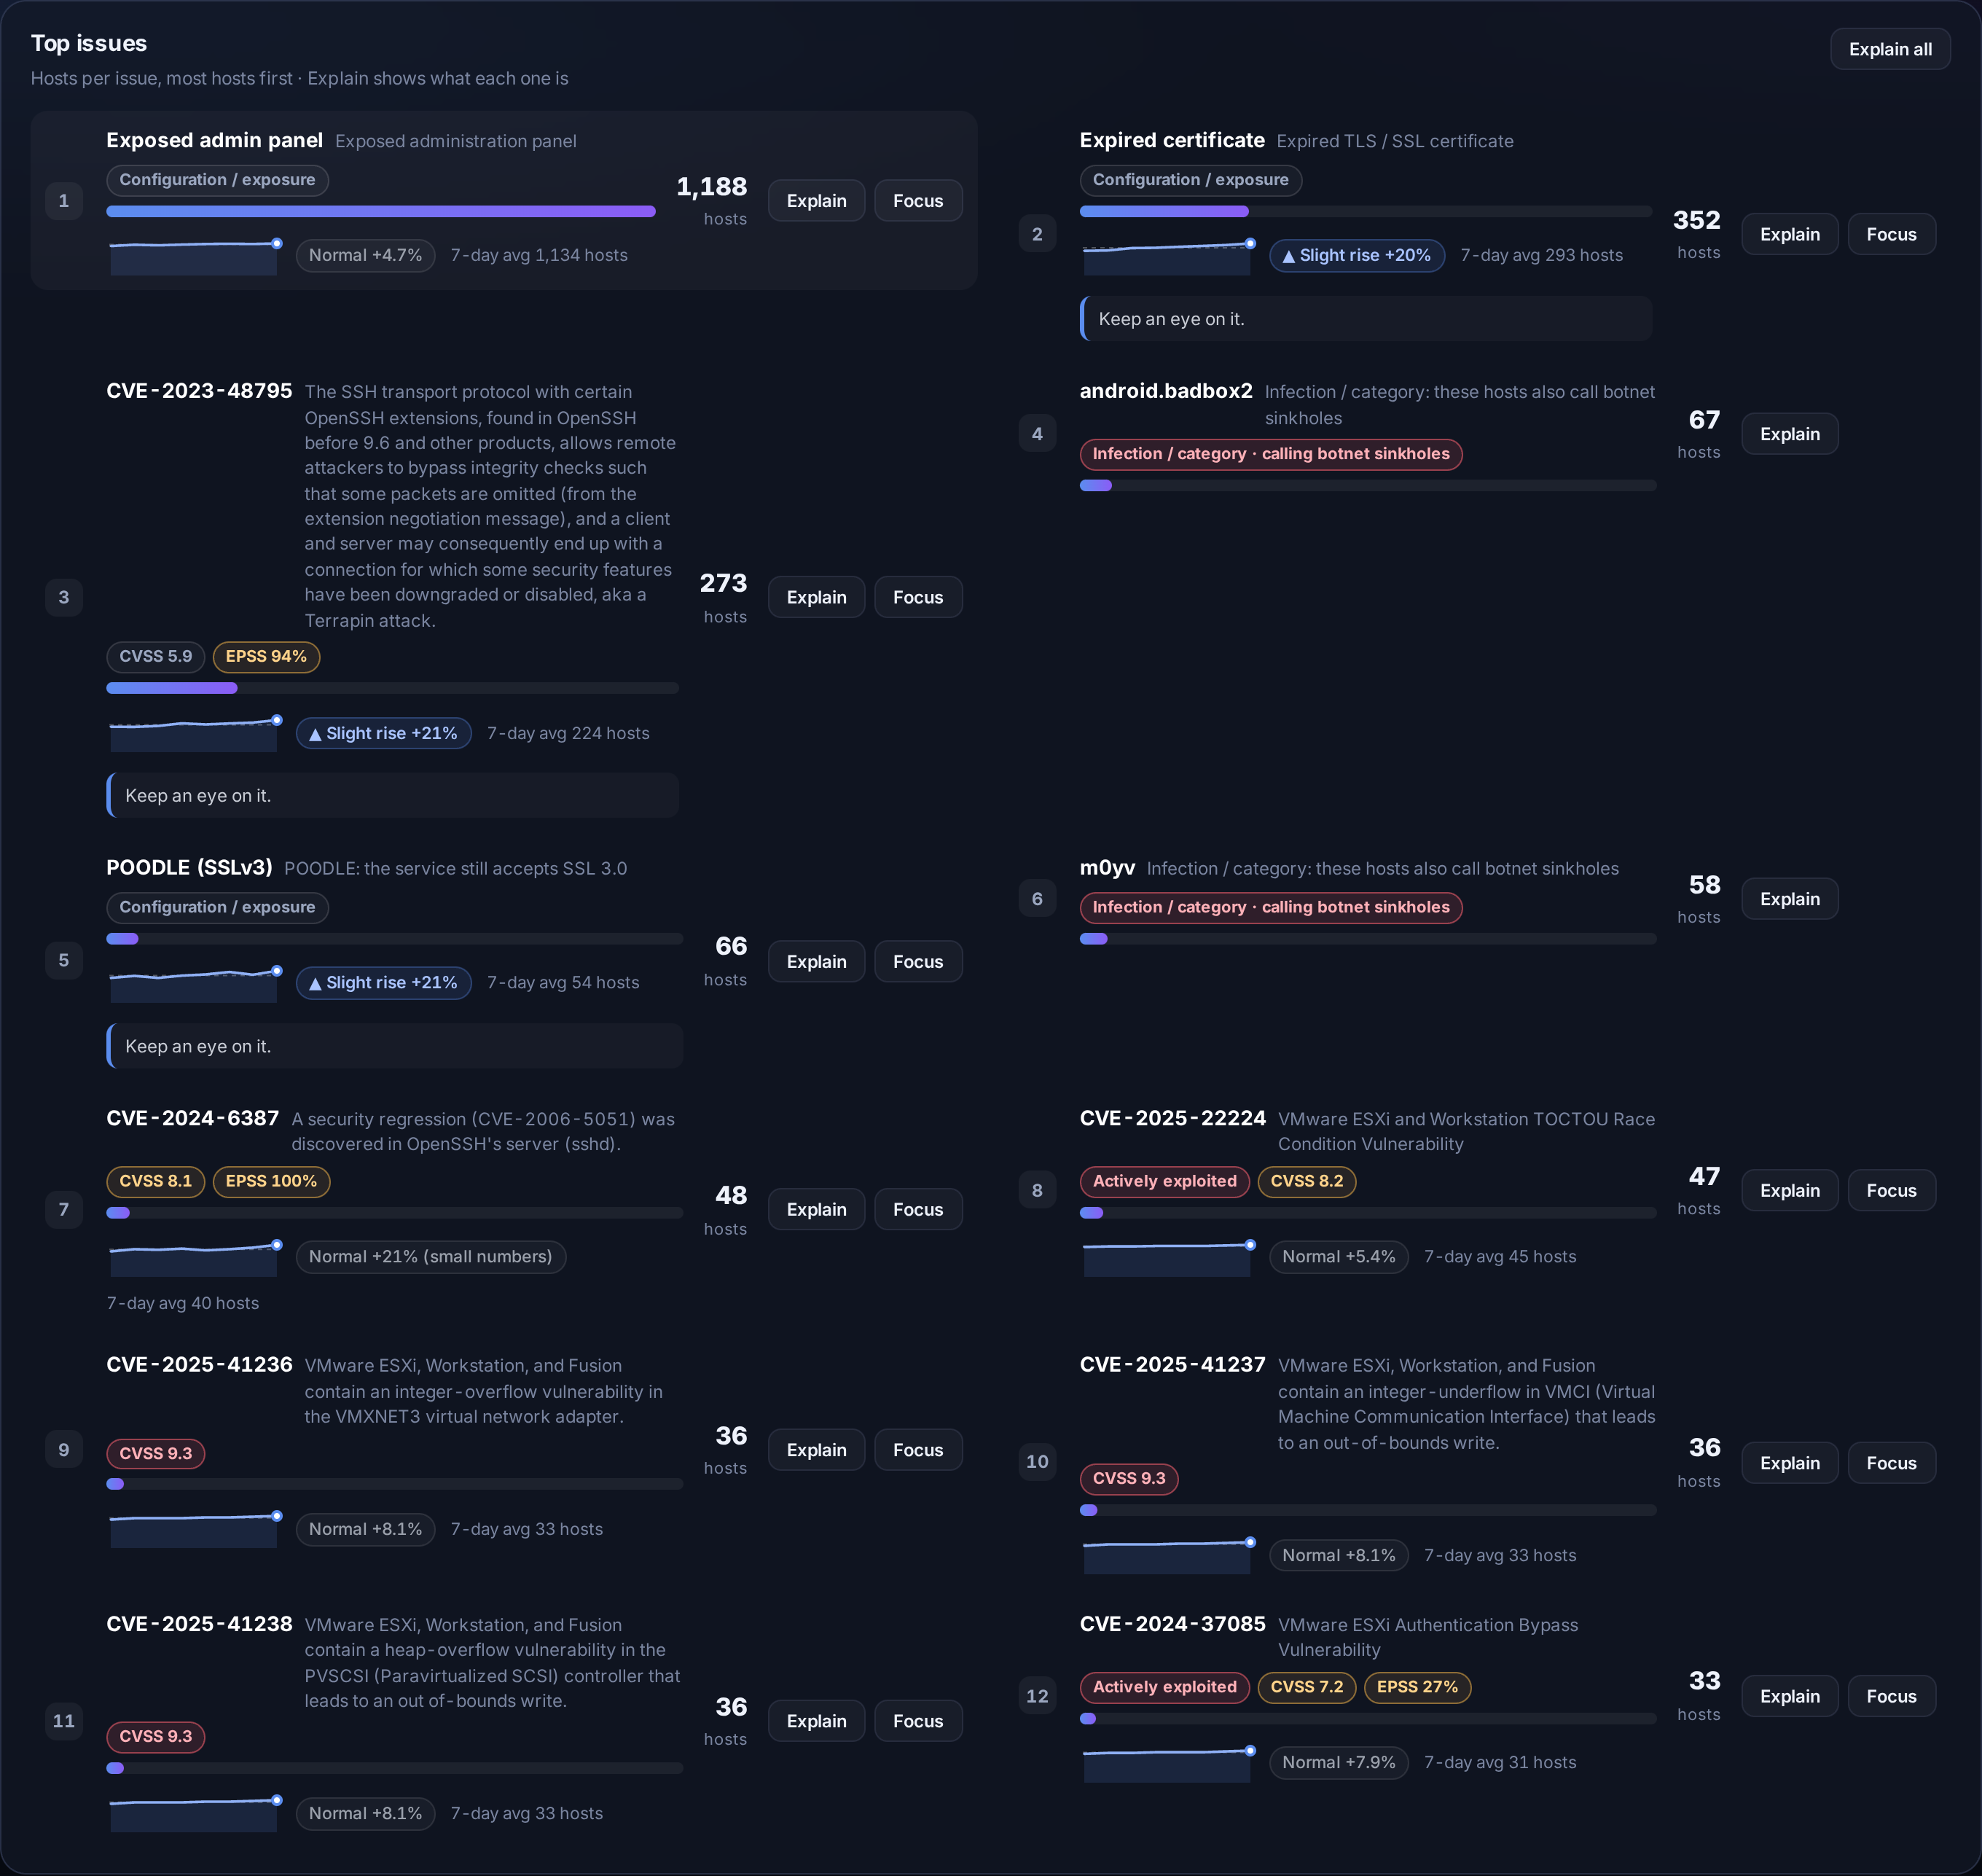 Top issues
Explain all
Hosts per issue, most hosts first · Explain shows what each one is
Exposed admin panel Exposed administration panel
Configuration / exposure
1
1,188
hosts
Explain
Focus
Normal +4.7%
7-day avg 1,134 hosts
Expired certificate Expired TLS / SSL certificate
Configuration / exposure
2
352
hosts
Explain
Focus
▲ Slight rise +20%
7-day avg 293 hosts
Keep an eye on it.
CVE-2023-48795 The SSH transport protocol with certain
OpenSSH extensions, found in OpenSSH
before 9.6 and other products, allows remote
attackers to bypass integrity checks such
that some packets are omitted (from the
extension negotiation message), and a client
and server may consequently end up with a
connection for which some security features
have been downgraded or disabled, aka a
Terrapin attack.
3
273
hosts
Explain
Focus
CVSS 5.9
EPSS 94%
▲ Slight rise +21%
7-day avg 224 hosts
Keep an eye on it.
android.badbox2 Infection / category: these hosts also call botnet
sinkholes
4
67
hosts
Explain
Infection / category · calling botnet sinkholes
POODLE (SSLv3) POODLE: the service still accepts SSL 3.0
Configuration / exposure
5
66
hosts
Explain
Focus
▲ Slight rise +21%
7-day avg 54 hosts
Keep an eye on it.
m0yv Infection / category: these hosts also call botnet sinkholes
6
58
hosts
Explain
Infection / category · calling botnet sinkholes
CVE-2024-6387 A security regression (CVE-2006-5051) was
discovered in OpenSSH's server (sshd).
CVSS 8.1
EPSS 100%
7
48
hosts
Explain
Focus
Normal +21% (small numbers)
7-day avg 40 hosts
CVE-2025-22224 VMware ESXi and Workstation TOCTOU Race
Condition Vulnerability
Actively exploited
CVSS 8.2
8
47
hosts
Explain
Focus
Normal +5.4%
7-day avg 45 hosts
CVE-2025-41236 VMware ESXi, Workstation, and Fusion
contain an integer-overflow vulnerability in
the VMXNET3 virtual network adapter.
9
36
hosts
Explain
Focus
CVSS 9.3
Normal +8.1%
7-day avg 33 hosts
CVE-2025-41237 VMware ESXi, Workstation, and Fusion
contain an integer-underflow in VMCI (Virtual
Machine Communication Interface) that leads
to an out-of-bounds write.
10
36
hosts
Explain
Focus
CVSS 9.3
Normal +8.1%
7-day avg 33 hosts
CVE-2025-41238 VMware ESXi, Workstation, and Fusion
contain a heap-overflow vulnerability in the
PVSCSI (Paravirtualized SCSI) controller that
leads to an out of-bounds write.
11
36
hosts
Explain
Focus
CVSS 9.3
Normal +8.1%
7-day avg 33 hosts
CVE-2024-37085 VMware ESXi Authentication Bypass
Vulnerability
Actively exploited
CVSS 7.2
EPSS 27%
12
33
hosts
Explain
Focus
Normal +7.9%
7-day avg 31 hosts